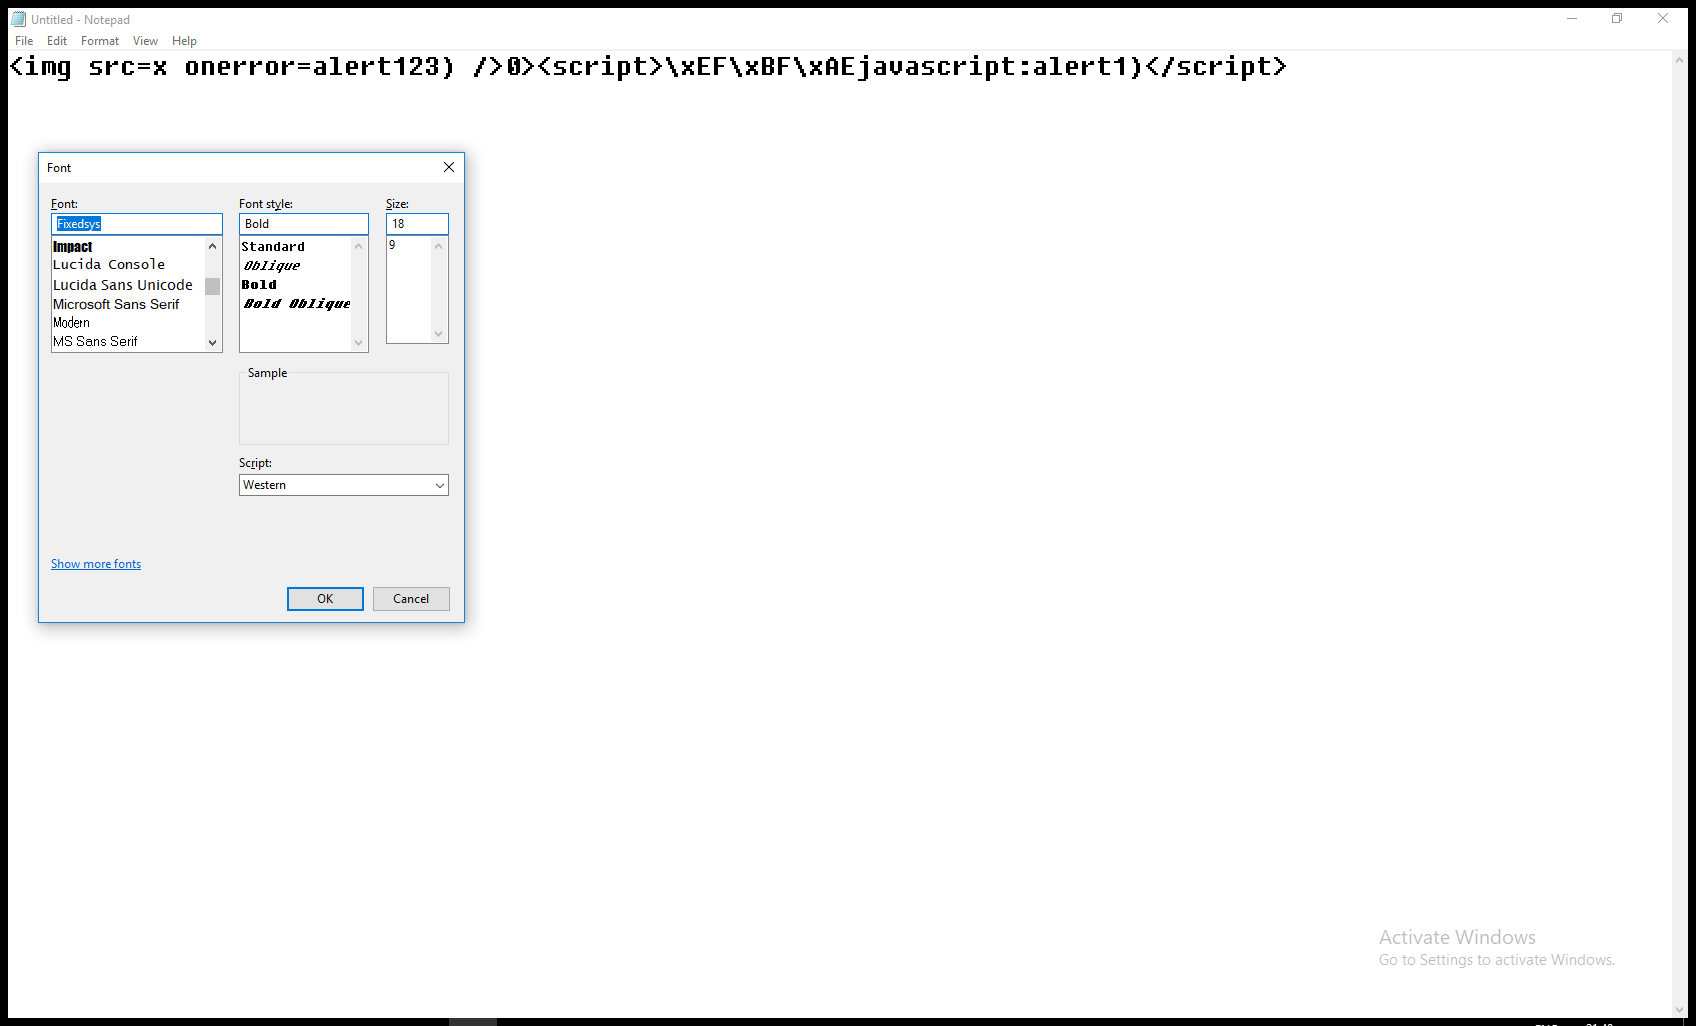 Untitled - Notepad
File Edit Format View Help
<img src=x onerror=alert123) />0><script>\xEF\xBF\xAEjavascript:alert1)</script>
Font
Font: Font style: Size:
Fixedsys Bold 18
Impact Standard 9
Lucida Console Oblique
Lucida Sans Unicode Bold
Microsoft Sans Serif Bold Oblique
Modern
MS Sans Serif
Sample
Script:
Western
Show more fonts
OK Cancel
Activate Windows
Go to Settings to activate Windows.